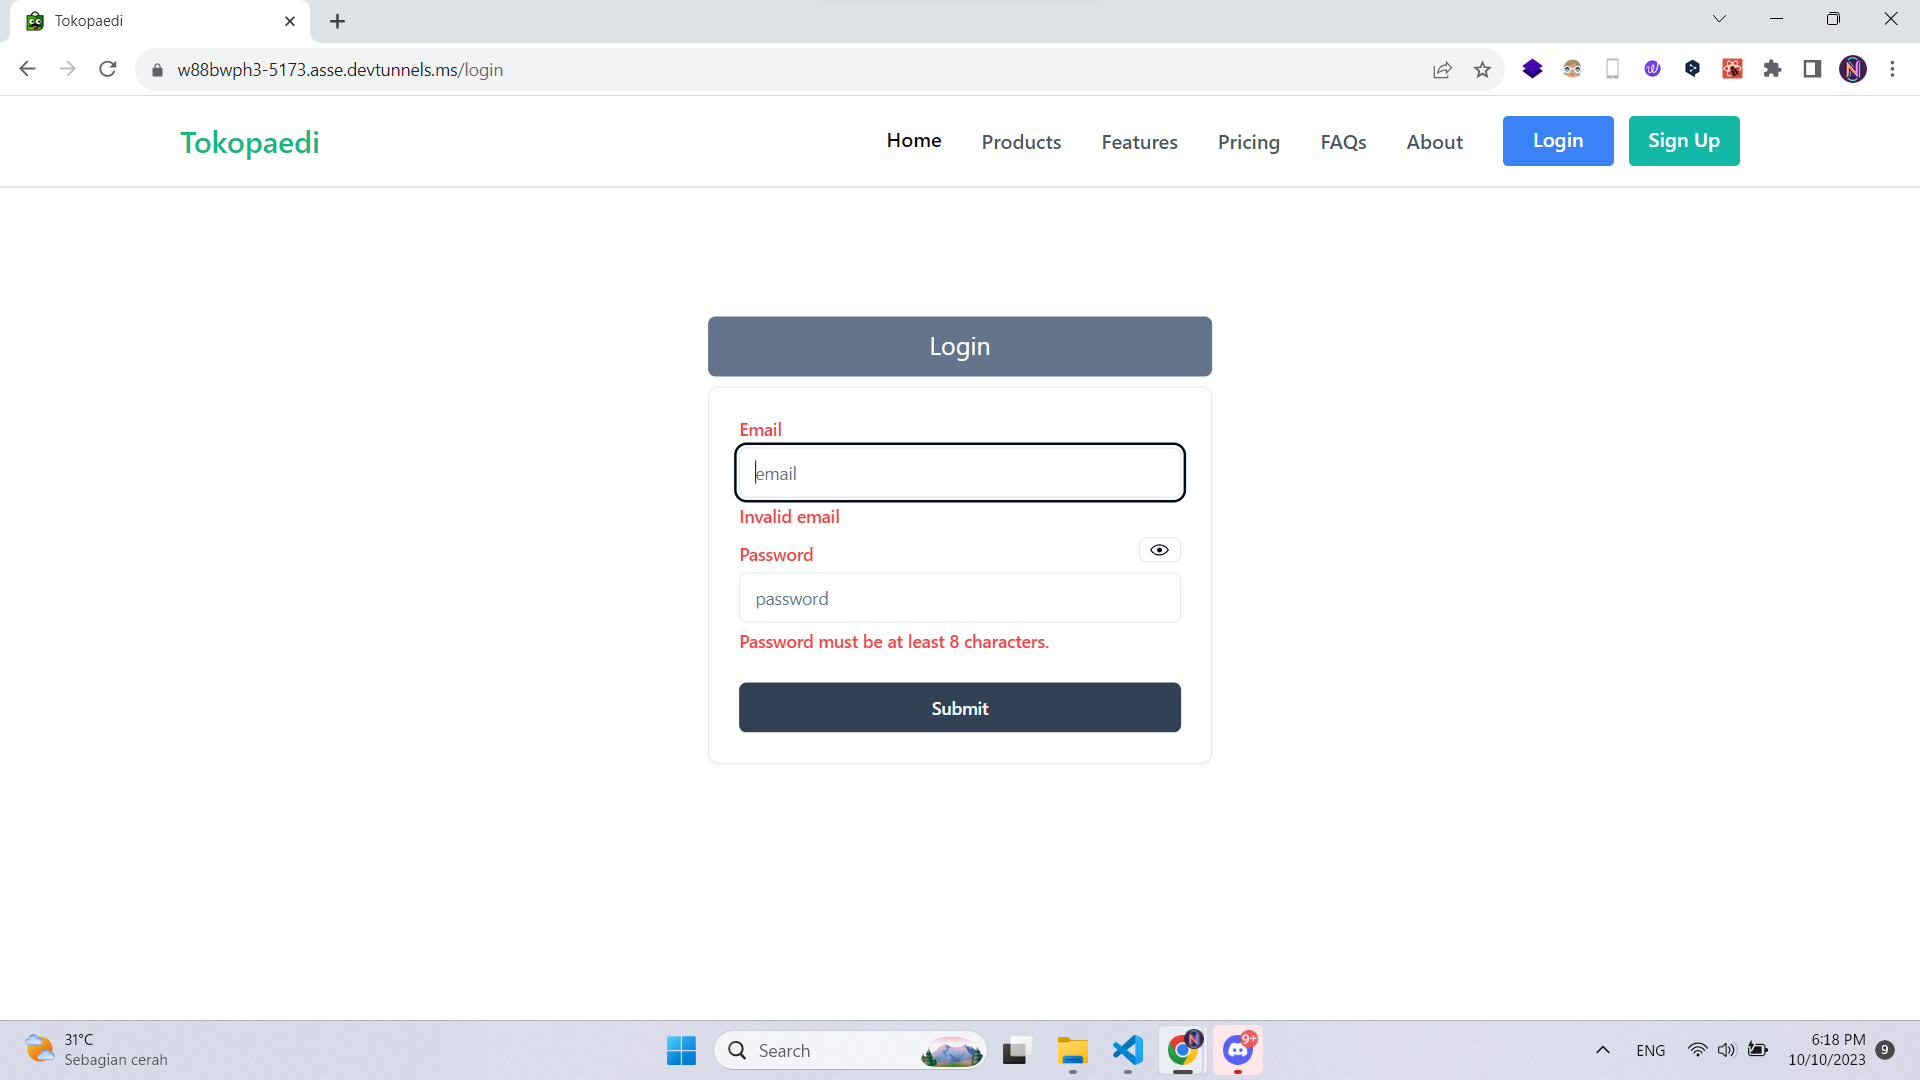 Tokopaedi
w88bwph3-5173.asse.devtunnels.ms/login
Tokopaedi
Home Products Features Pricing FAQs About Login Sign Up
Login
Email
email
Invalid email
Password
password
Password must be at least 8 characters.
Submit
31°C
Sebagian cerah
Search
9+
ENG
6:18 PM
10/10/2023
9